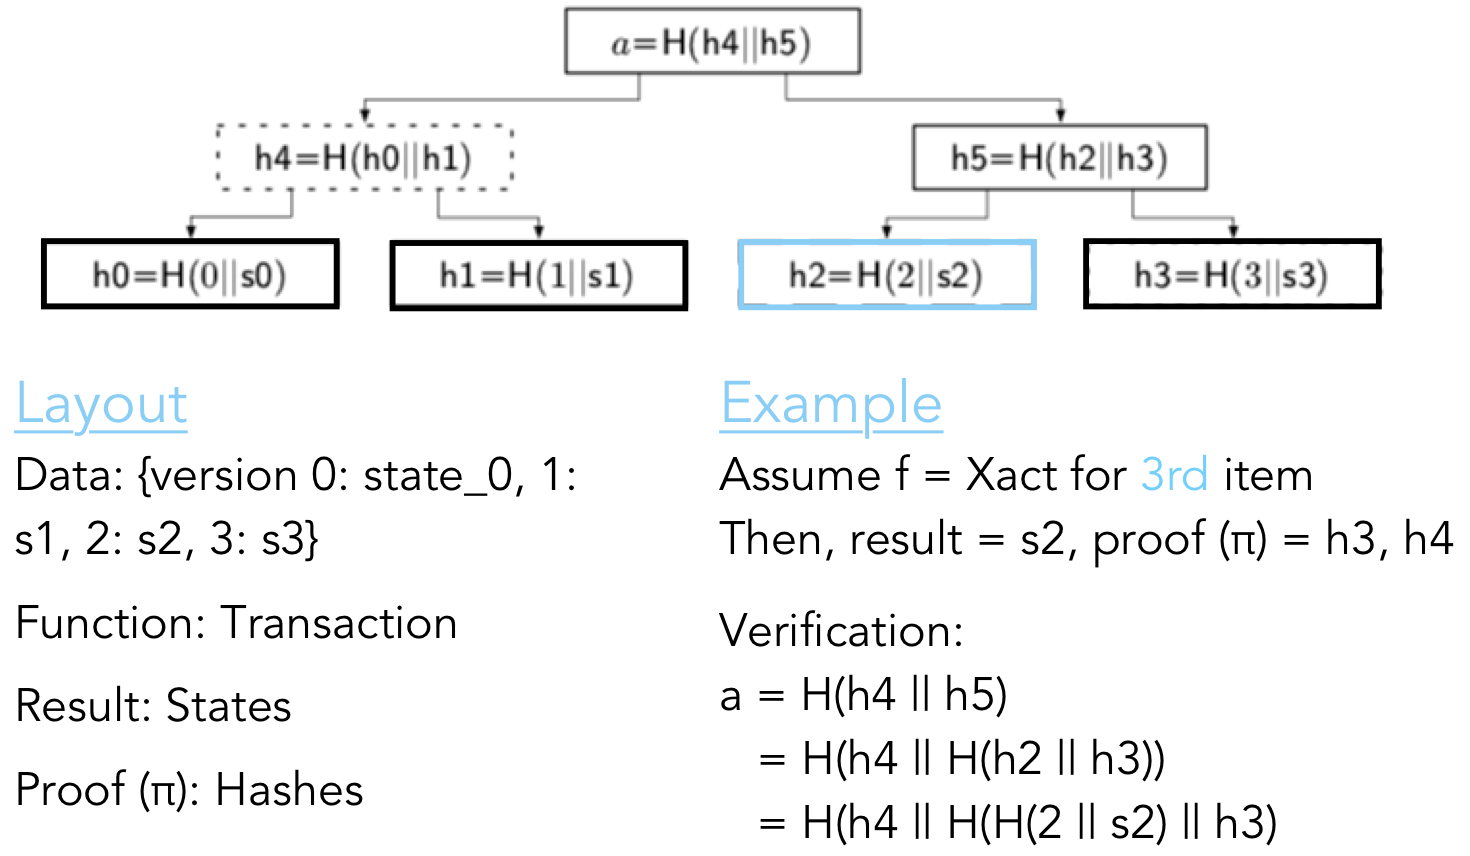 a=H(h4||h5)
h4=H(h0||h1)
h5=H(h2||h3)
h0=H(0||s0)
h1=H(1||s1)
h2=H(2||s2)
h3=H(3||s3)
Layout
Data: {version 0: state_0, 1:
s1, 2: s2, 3: s3}
Function: Transaction
Result: States
Proof (π): Hashes
Example
Assume f = Xact for 3rd item
Then, result = s2, proof (π) = h3, h4
Verification:
a = H(h4 || h5)
= H(h4 || H(h2 || h3))
= H(h4 || H(H(2 || s2) || h3)